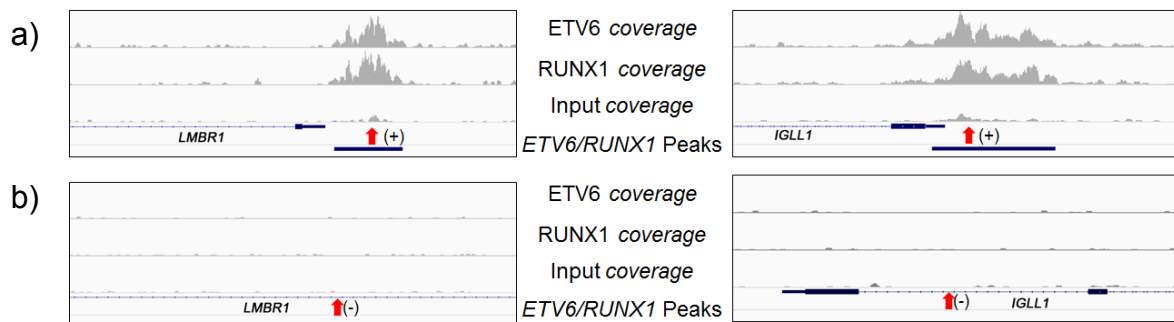 a)
ETV6 coverage
RUNX1 coverage
Input coverage
ETV6/RUNX1 Peaks
LMBR1
(+)
IGLL1
(+)
b)
ETV6 coverage
RUNX1 coverage
Input coverage
ETV6/RUNX1 Peaks
LMBR1
(-)
(-)
IGLL1